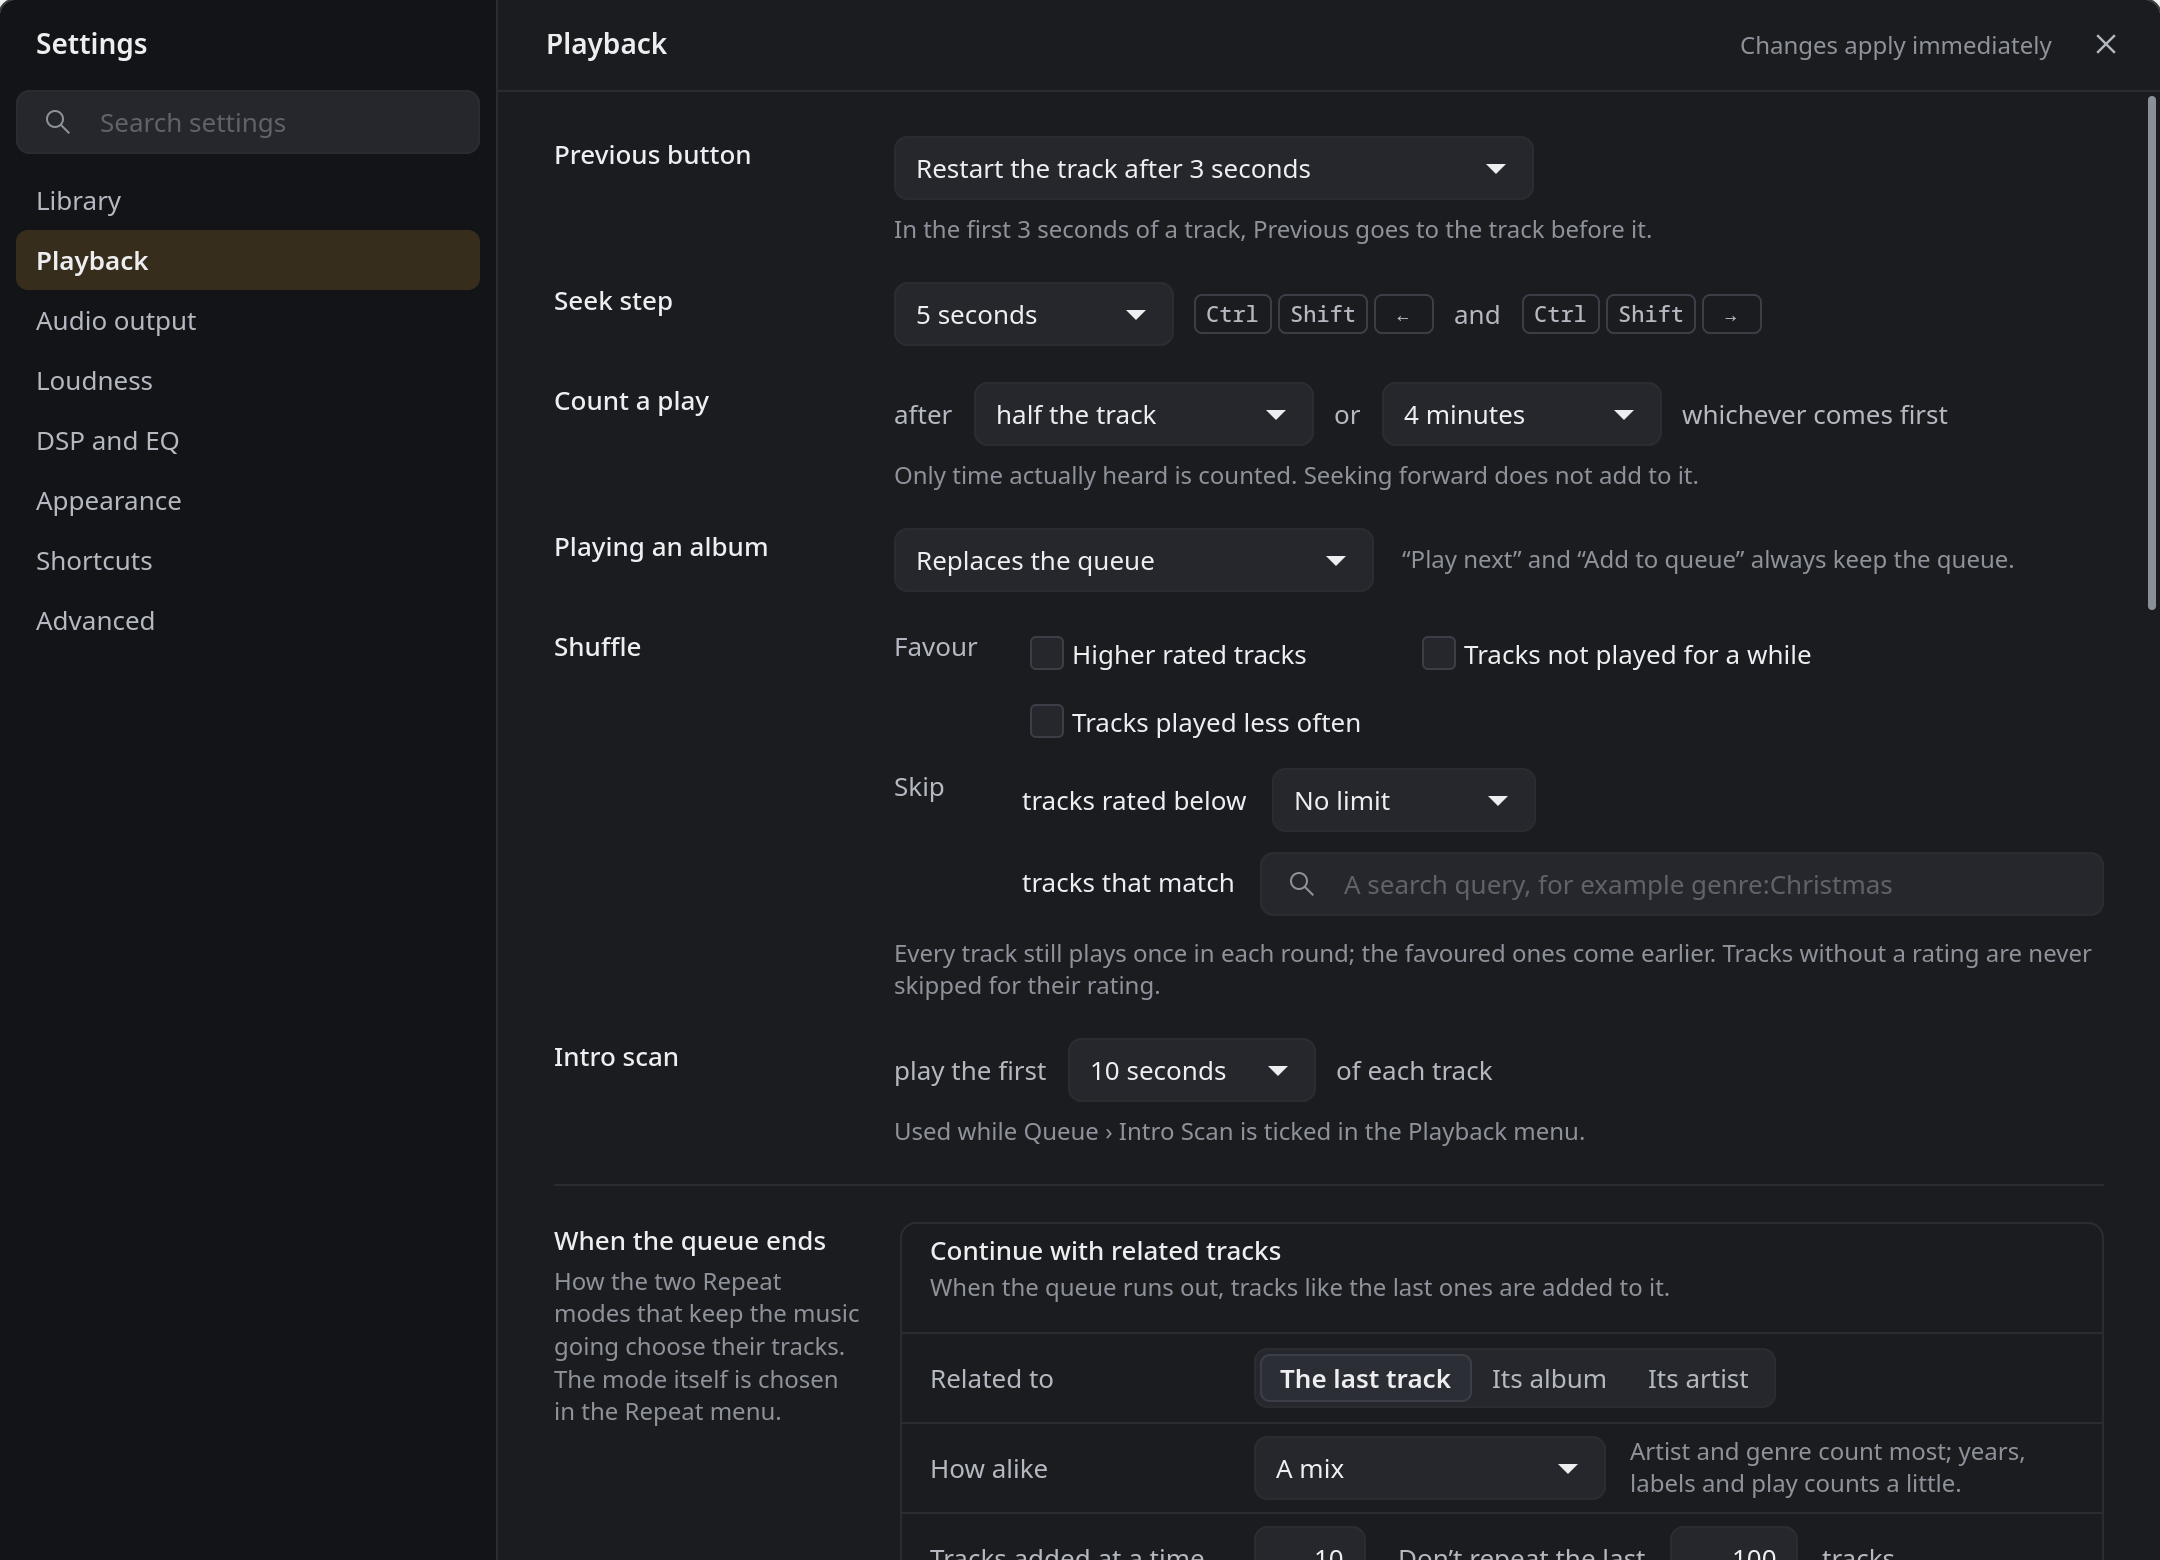 Settings
Search settings
Library
Playback
Audio output
Loudness
DSP and EQ
Appearance
Shortcuts
Advanced
Playback
Changes apply immediately
Previous button
Restart the track after 3 seconds
In the first 3 seconds of a track, Previous goes to the track before it.
Seek step
5 seconds Ctrl Shift ← and Ctrl Shift →
Count a play
after half the track or 4 minutes whichever comes first
Only time actually heard is counted. Seeking forward does not add to it.
Playing an album
Replaces the queue “Play next” and “Add to queue” always keep the queue.
Shuffle
Favour Higher rated tracks Tracks not played for a while
Tracks played less often
Skip tracks rated below No limit
tracks that match A search query, for example genre:Christmas
Every track still plays once in each round; the favoured ones come earlier. Tracks without a rating are never
skipped for their rating.
Intro scan
play the first 10 seconds of each track
Used while Queue › Intro Scan is ticked in the Playback menu.
When the queue ends
How the two Repeat
modes that keep the music
going choose their tracks.
The mode itself is chosen
in the Repeat menu.
Continue with related tracks
When the queue runs out, tracks like the last ones are added to it.
Related to The last track Its album Its artist
How alike A mix
Artist and genre count most; years,
labels and play counts a little.
Tracks added at a time 10 Don’t repeat the last 100 tracks